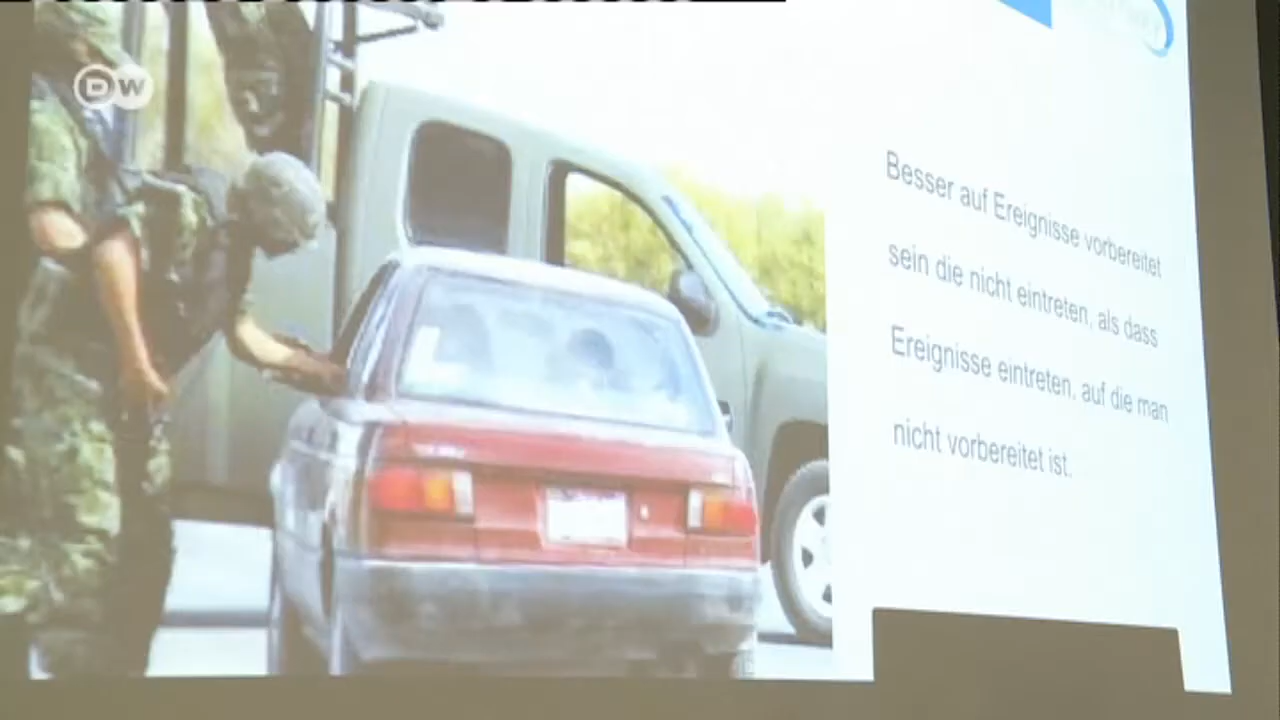 DW
Besser auf Ereignisse vorbereitet
sein die nicht eintreten, als dass
Ereignisse eintreten, auf die man
nicht vorbereitet ist.